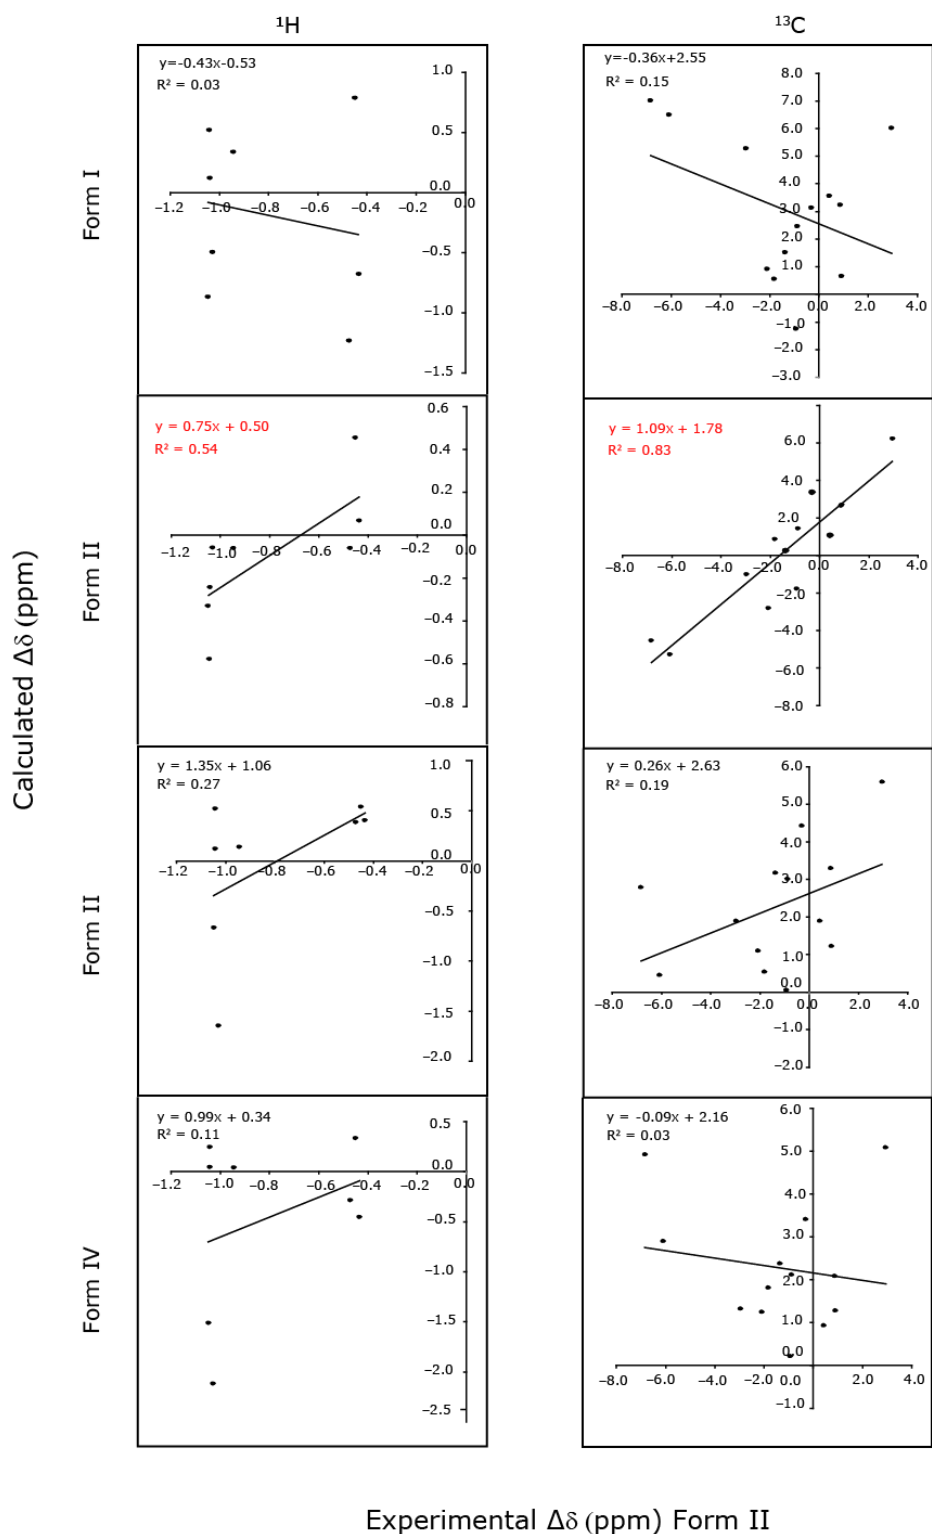 ¹H
¹³C
Calculated Δδ (ppm)
Form I
y=-0.43x-0.53
R² = 0.03
1.0
0.5
0.0
−1.2 −1.0 −0.8 −0.6 −0.4 −0.2 0.0
−0.5
−1.0
−1.5
y=-0.36x+2.55
R² = 0.15
8.0
7.0
6.0
5.0
4.0
3.0
2.0
1.0
−8.0 −6.0 −4.0 −2.0 0.0 2.0 4.0
−1.0
−2.0
−3.0
Form II
y = 0.75x + 0.50
R² = 0.54
0.6
0.4
0.2
0.0
−1.2 −1.0 −0.8 −0.6 −0.4 −0.2 0.0
−0.2
−0.4
−0.6
−0.8
y = 1.09x + 1.78
R² = 0.83
6.0
4.0
2.0
−8.0 −6.0 −4.0 −2.0 0.0 2.0 4.0
−2.0
−4.0
−6.0
−8.0
Form II
y = 1.35x + 1.06
R² = 0.27
1.0
0.5
0.0
−1.2 −1.0 −0.8 −0.6 −0.4 −0.2 0.0
−0.5
−1.0
−1.5
−2.0
y = 0.26x + 2.63
R² = 0.19
6.0
5.0
4.0
3.0
2.0
1.0
0.0
−8.0 −6.0 −4.0 −2.0 0.0 2.0 4.0
−1.0
−2.0
Form IV
y = 0.99x + 0.34
R² = 0.11
0.5
0.0
−1.2 −1.0 −0.8 −0.6 −0.4 −0.2 0.0
−0.5
−1.0
−1.5
−2.0
−2.5
y = -0.09x + 2.16
R² = 0.03
6.0
5.0
4.0
3.0
2.0
1.0
0.0
−8.0 −6.0 −4.0 −2.0 0.0 2.0 4.0
−1.0
Experimental Δδ (ppm) Form II